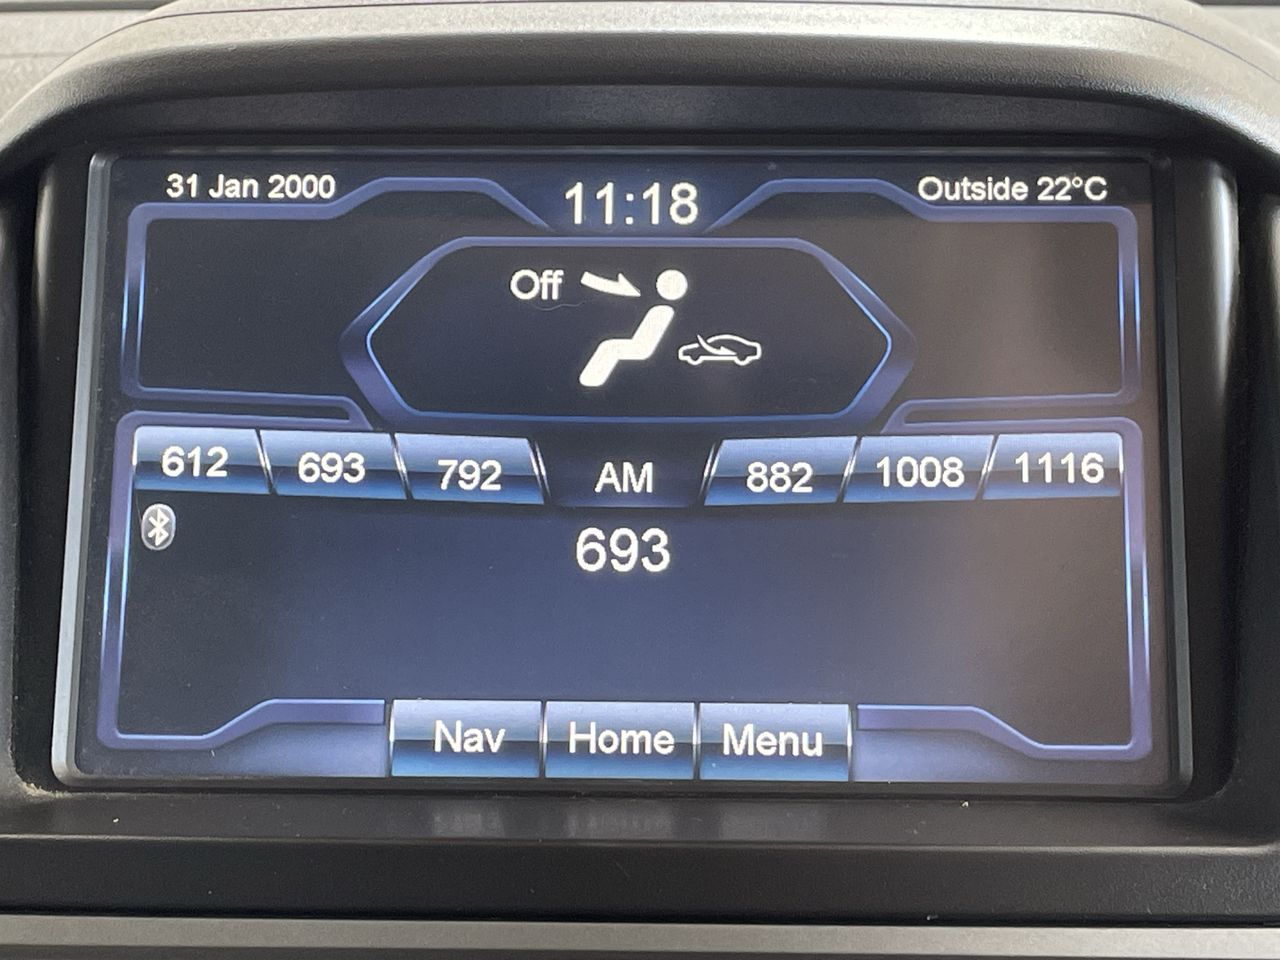 31 Jan 2000
11:18
Outside 22°C
Off
612
693
792
AM
882
1008
1116
693
Nav
Home
Menu